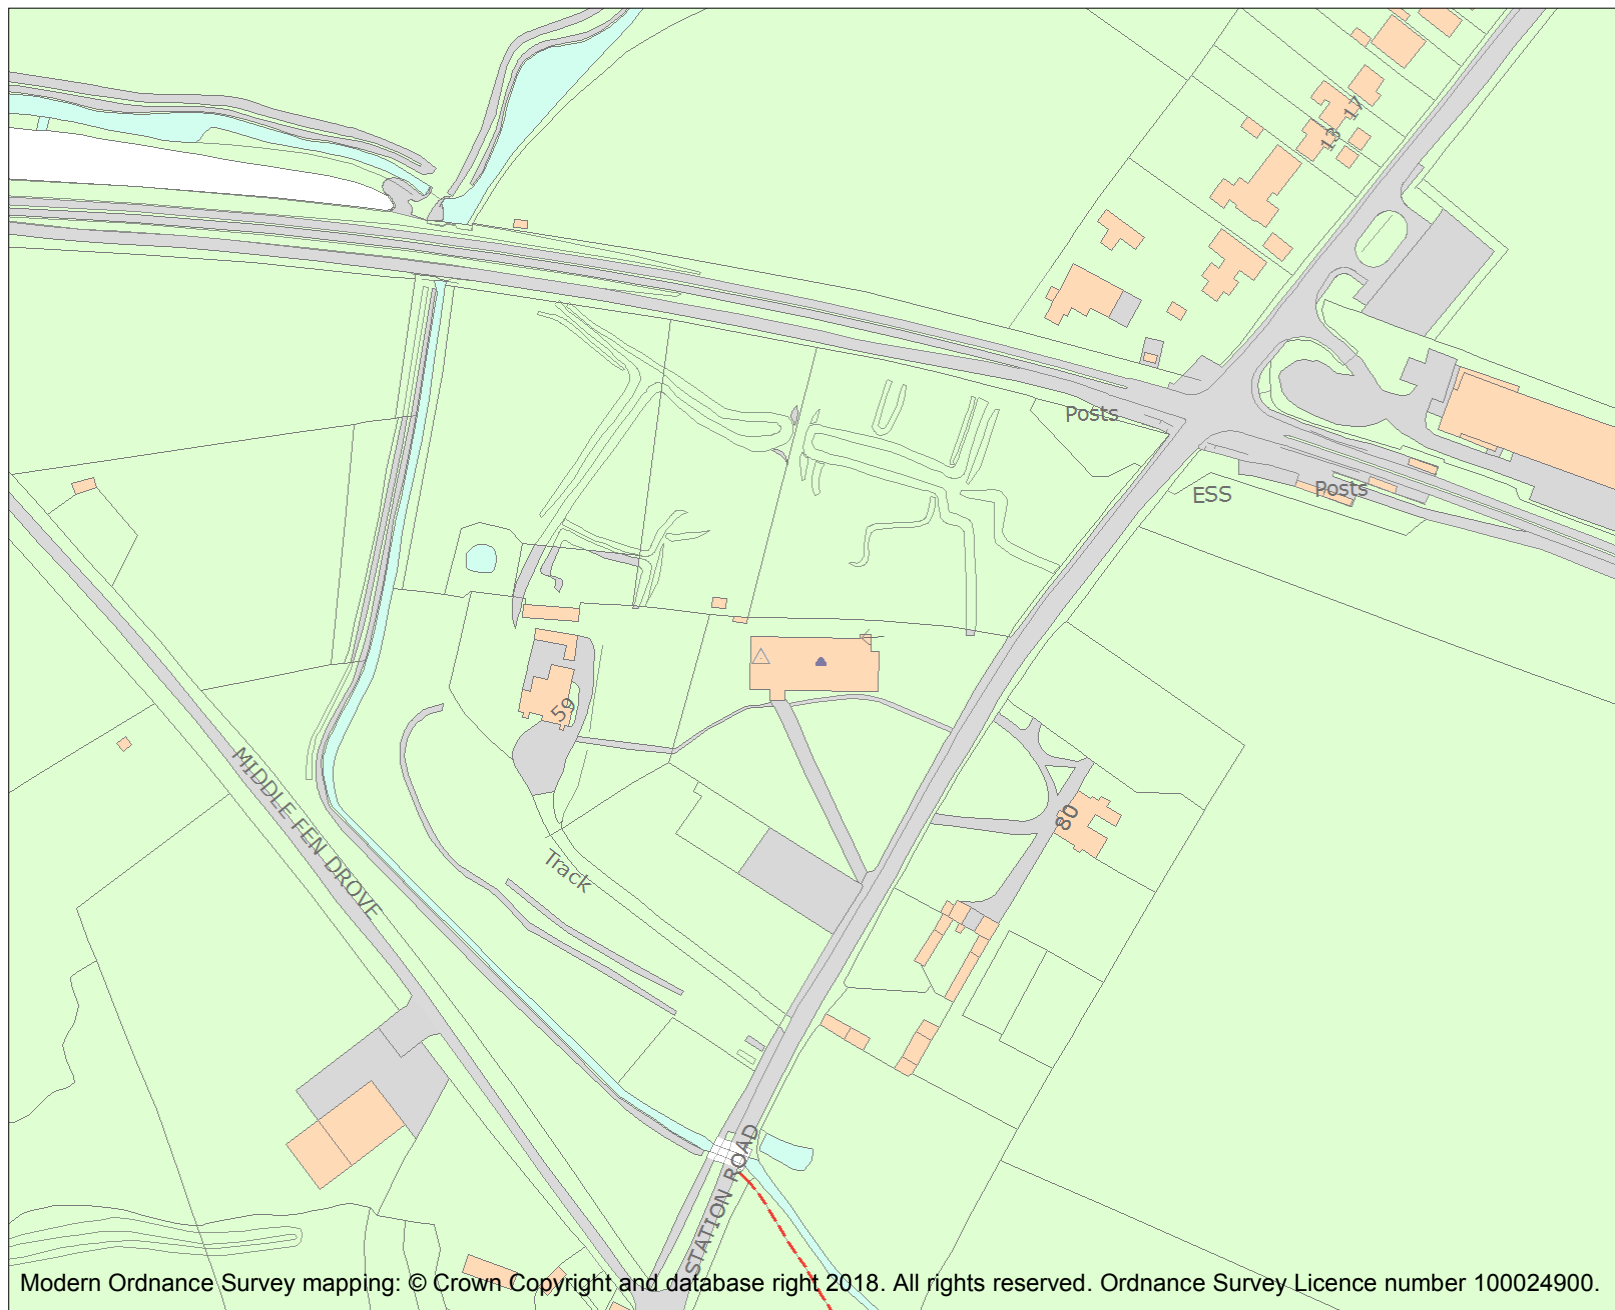 17
13
Posts
Posts
ESS
59
MIDDLE FEN DROVE
80
Track
STATION ROAD
Modern Ordnance Survey mapping: © Crown Copyright and database right 2018. All rights reserved. Ordnance Survey Licence number 100024900.